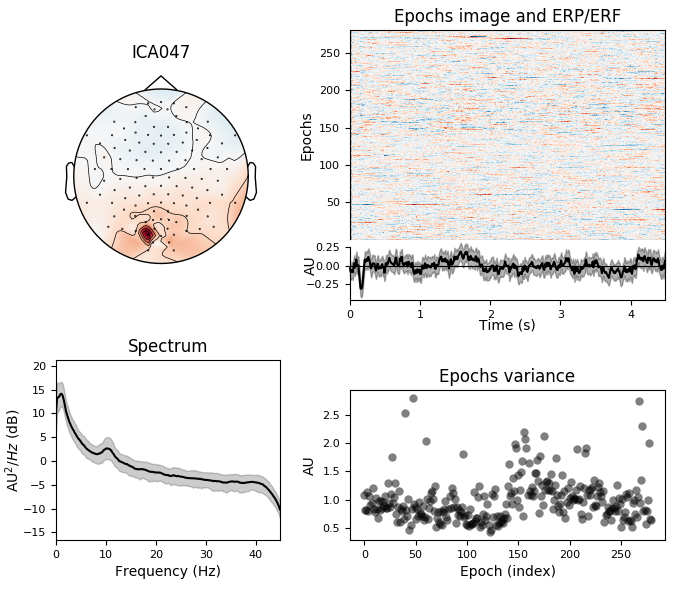 ICA047
Epochs image and ERP/ERF
Epochs
250
200
150
100
50
AU
0.25
0.00
−0.25
0 1 2 3 4
Time (s)
Spectrum
AU²/Hz (dB)
20
15
10
5
0
−5
−10
−15
0 10 20 30 40
Frequency (Hz)
Epochs variance
AU
2.5
2.0
1.5
1.0
0.5
0 50 100 150 200 250
Epoch (index)